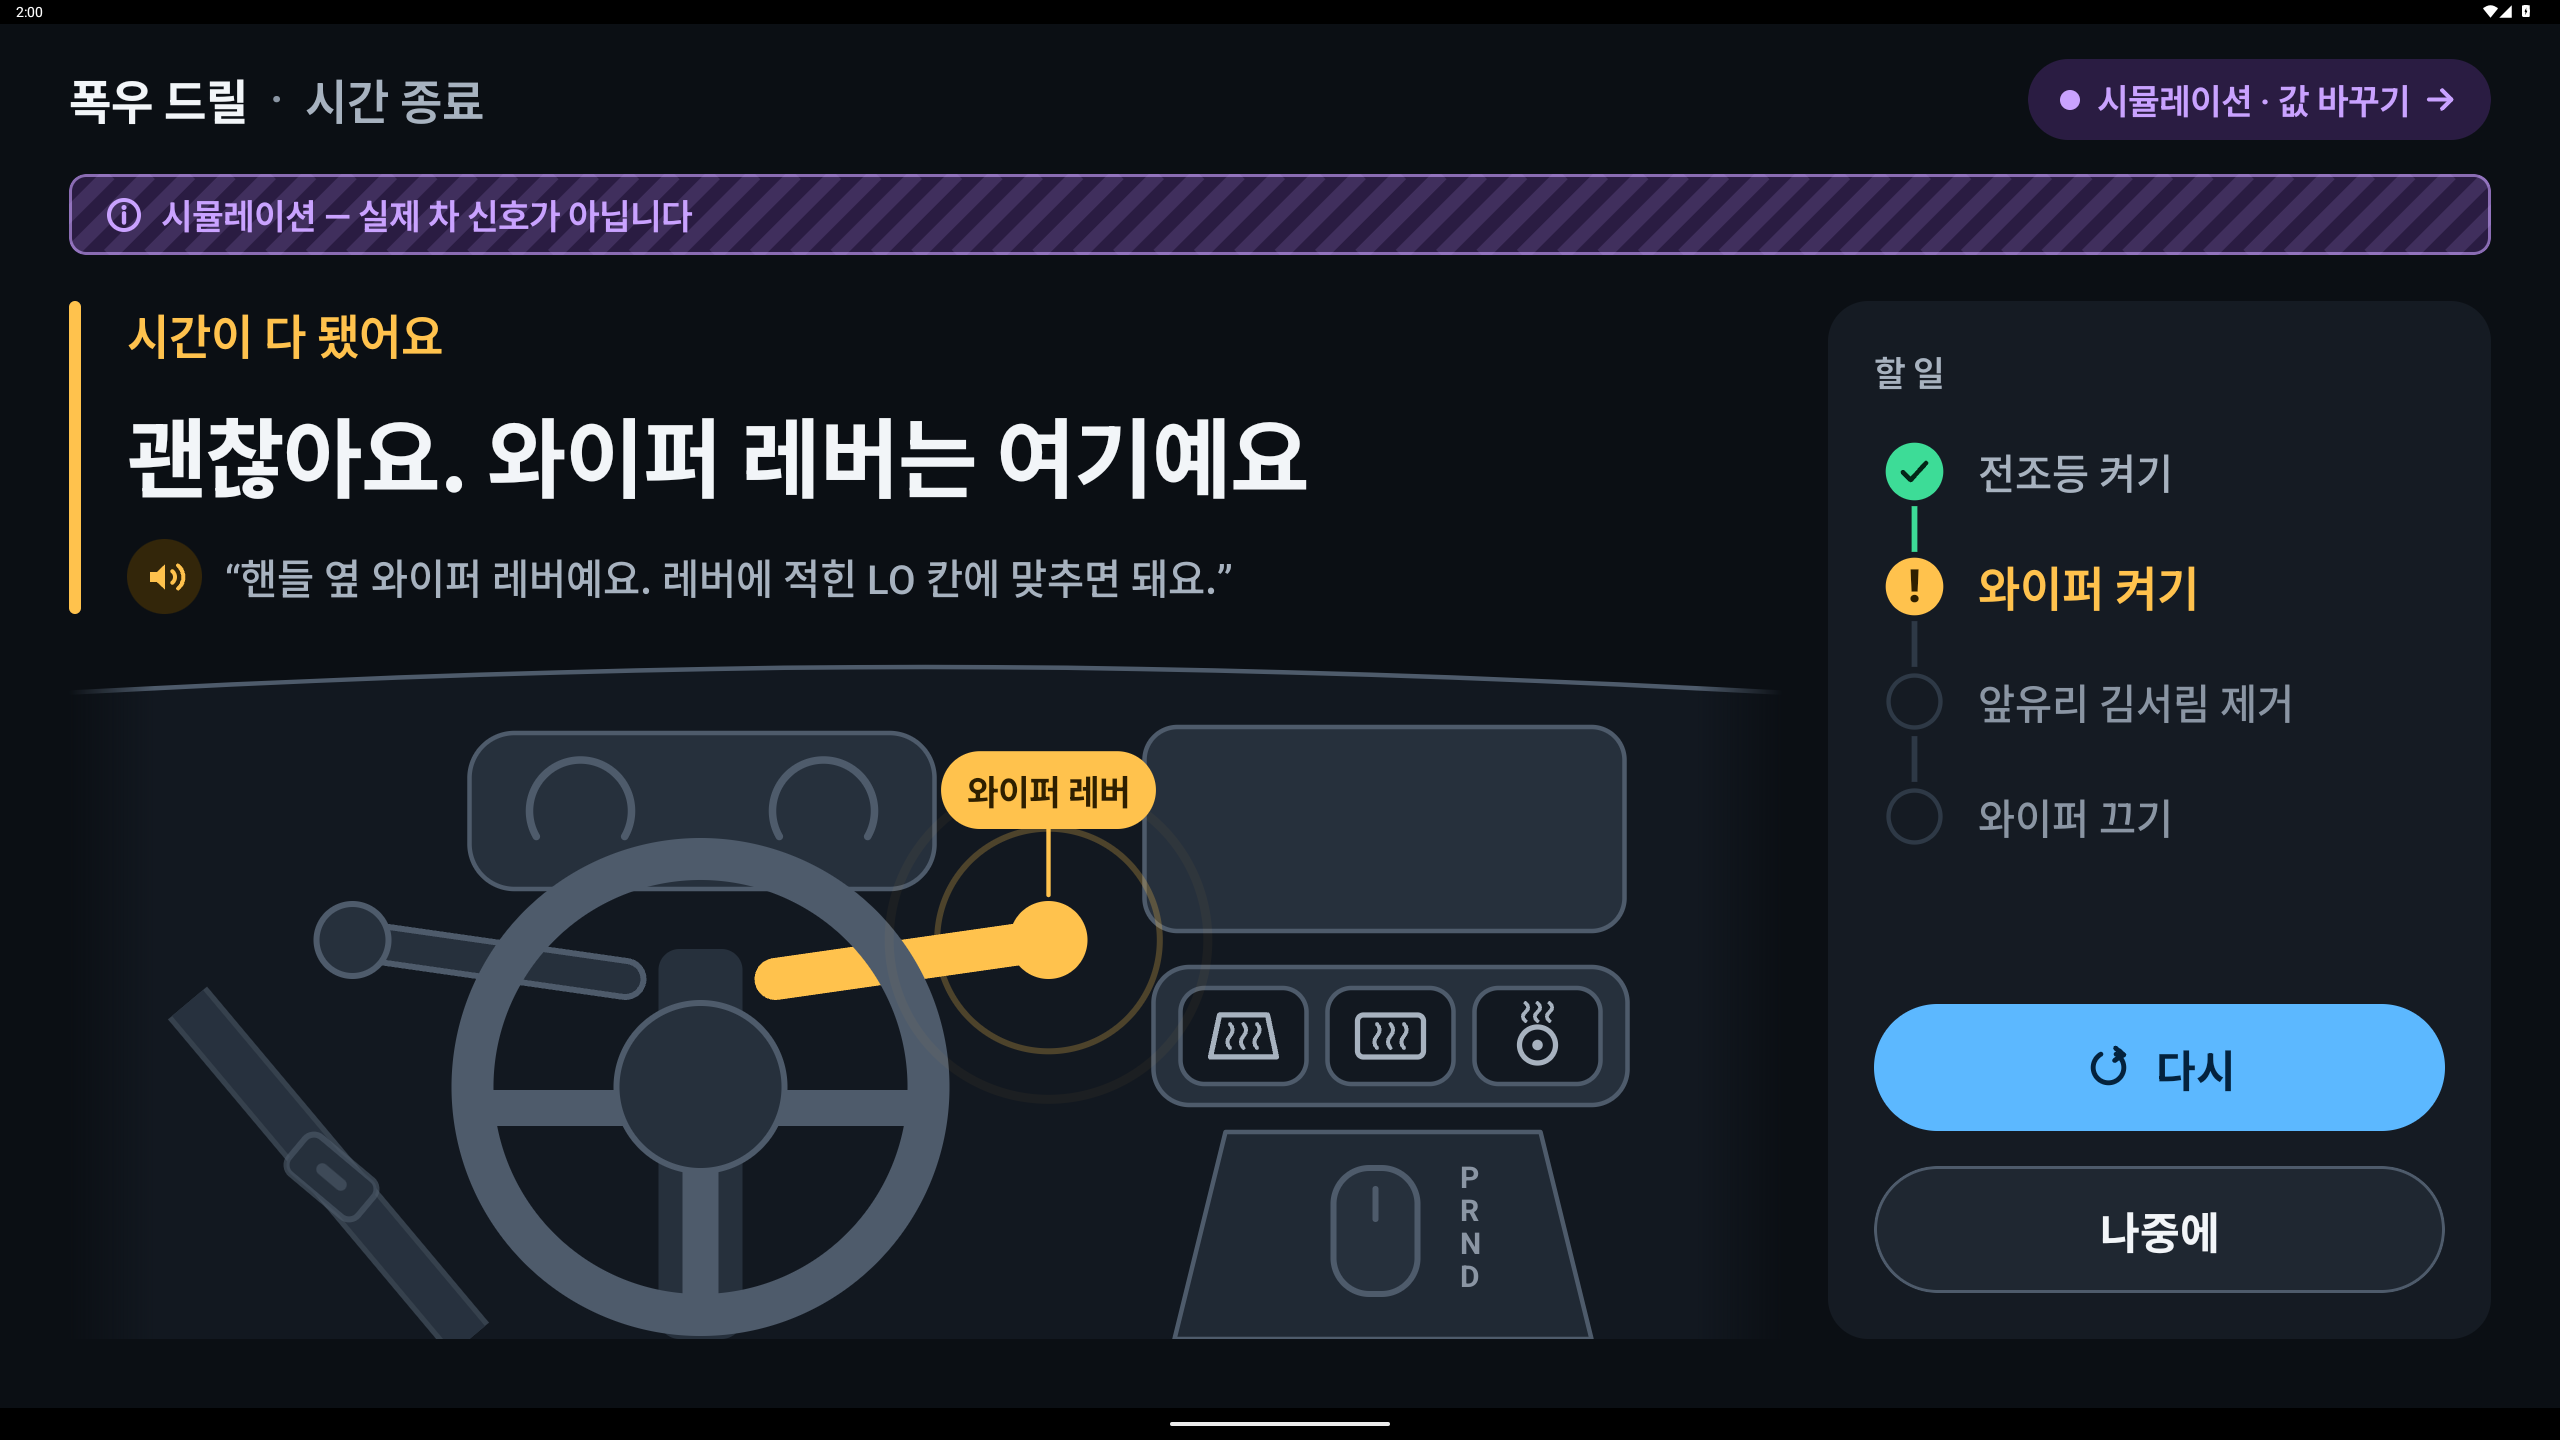 2:00
폭우 드릴 · 시간 종료
시뮬레이션 · 값 바꾸기 →
시뮬레이션 — 실제 차 신호가 아닙니다
시간이 다 됐어요
괜찮아요. 와이퍼 레버는 여기예요
“핸들 옆 와이퍼 레버예요. 레버에 적힌 LO 칸에 맞추면 돼요.”
와이퍼 레버
P
R
N
D
할 일
전조등 켜기
와이퍼 켜기
앞유리 김서림 제거
와이퍼 끄기
다시
나중에